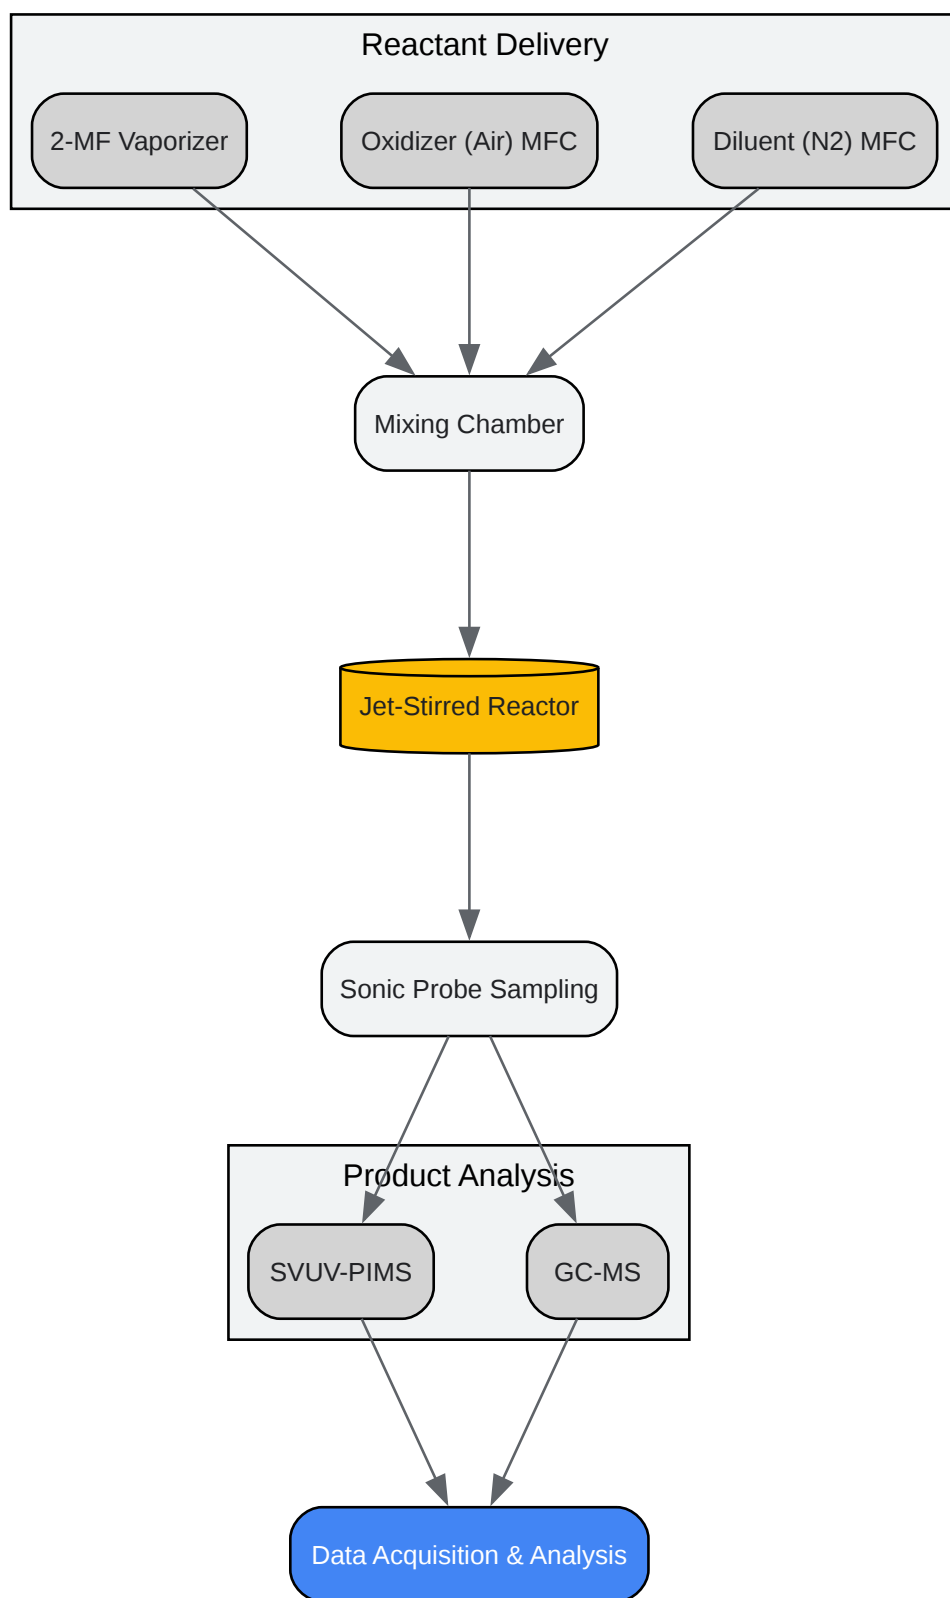 Reactant Delivery
2-MF Vaporizer
Oxidizer (Air) MFC
Diluent (N2) MFC
Mixing Chamber
Jet-Stirred Reactor
Sonic Probe Sampling
Product Analysis
SVUV-PIMS
GC-MS
Data Acquisition & Analysis